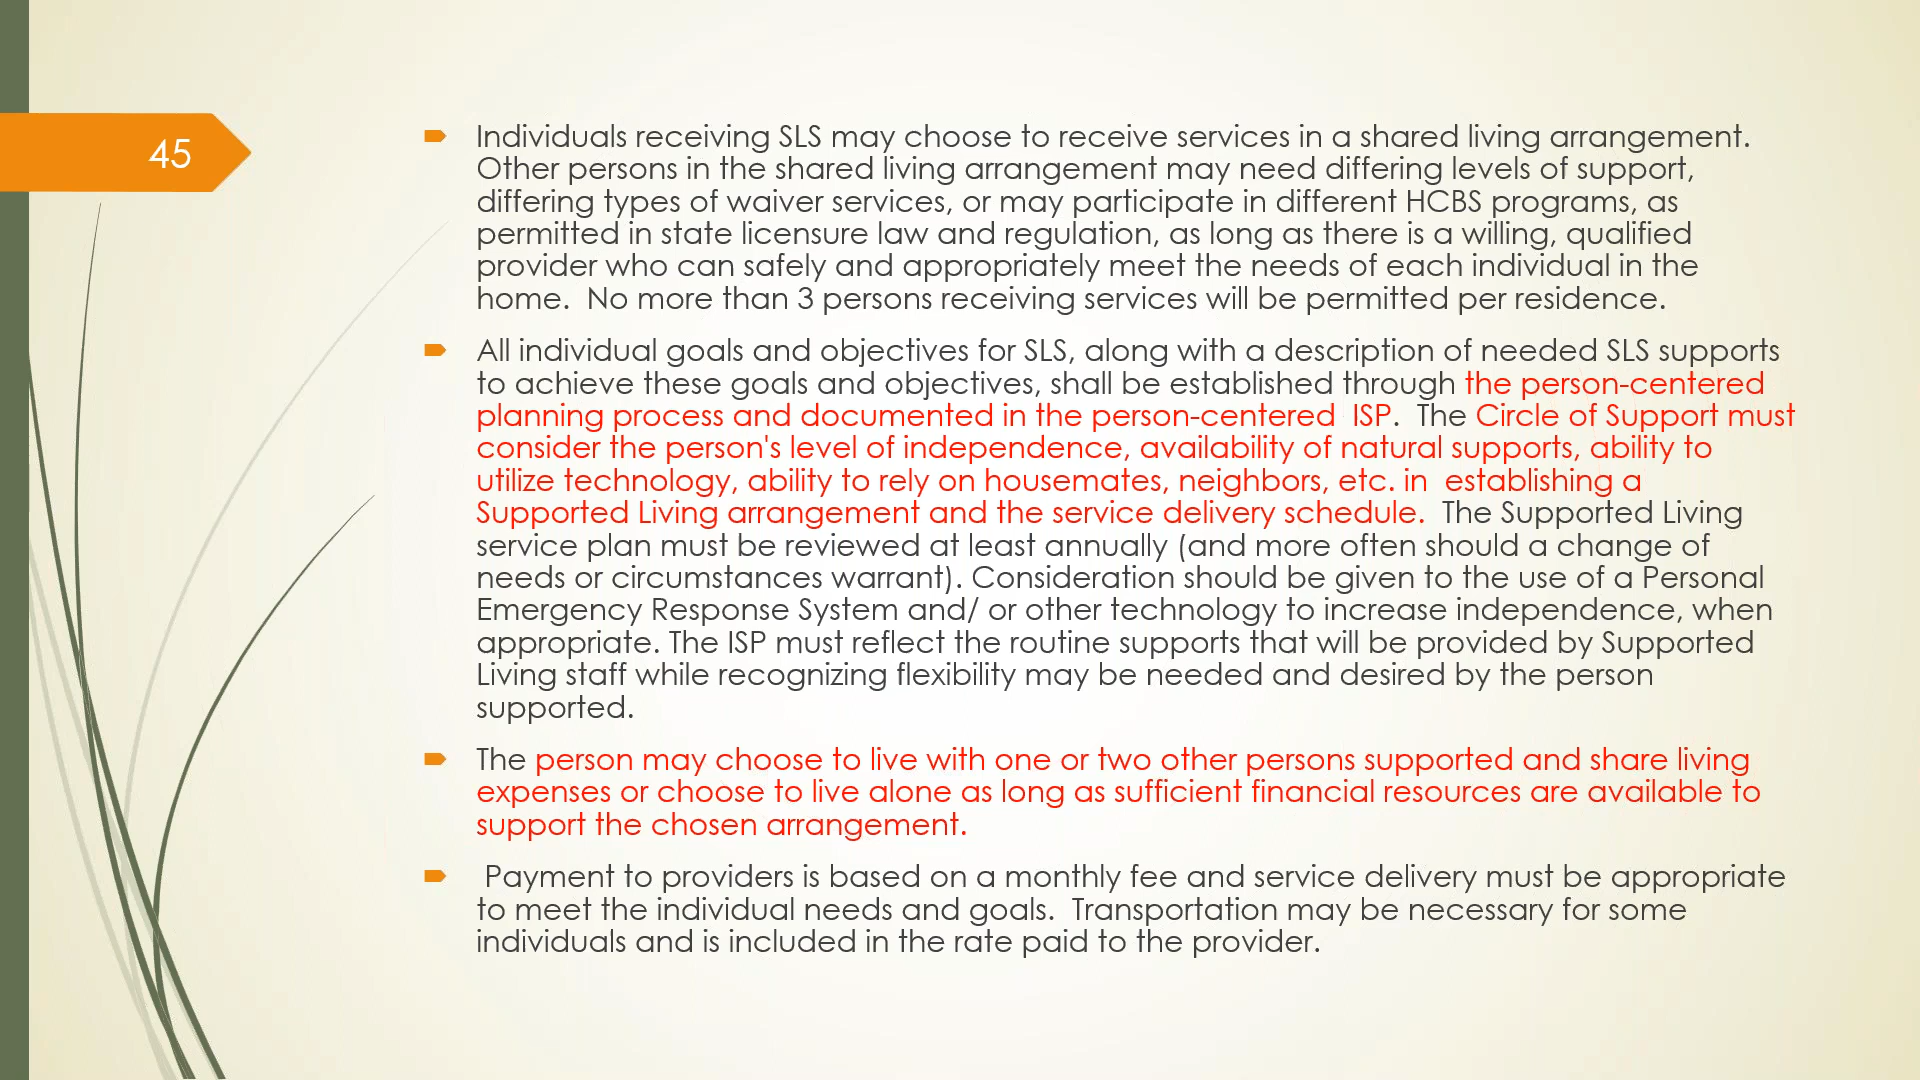 45
Individuals receiving SLS may choose to receive services in a shared living arrangement.
Other persons in the shared living arrangement may need differing levels of support,
differing types of waiver services, or may participate in different HCBS programs, as
permitted in state licensure law and regulation, as long as there is a willing, qualified
provider who can safely and appropriately meet the needs of each individual in the
home.  No more than 3 persons receiving services will be permitted per residence.
All individual goals and objectives for SLS, along with a description of needed SLS supports
to achieve these goals and objectives, shall be established through the person-centered
planning process and documented in the person-centered  ISP.  The Circle of Support must
consider the person's level of independence, availability of natural supports, ability to
utilize technology, ability to rely on housemates, neighbors, etc. in  establishing a
Supported Living arrangement and the service delivery schedule.  The Supported Living
service plan must be reviewed at least annually (and more often should a change of
needs or circumstances warrant). Consideration should be given to the use of a Personal
Emergency Response System and/ or other technology to increase independence, when
appropriate. The ISP must reflect the routine supports that will be provided by Supported
Living staff while recognizing flexibility may be needed and desired by the person
supported.
The person may choose to live with one or two other persons supported and share living
expenses or choose to live alone as long as sufficient financial resources are available to
support the chosen arrangement.
Payment to providers is based on a monthly fee and service delivery must be appropriate
to meet the individual needs and goals.  Transportation may be necessary for some
individuals and is included in the rate paid to the provider.